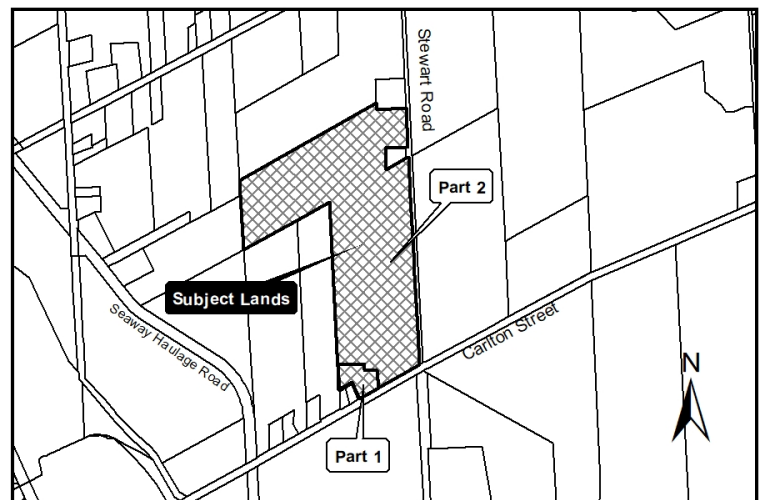 Stewart Road
Part 2
Subject Lands
Seaway Haulage Road
Carlton Street
N
Part 1